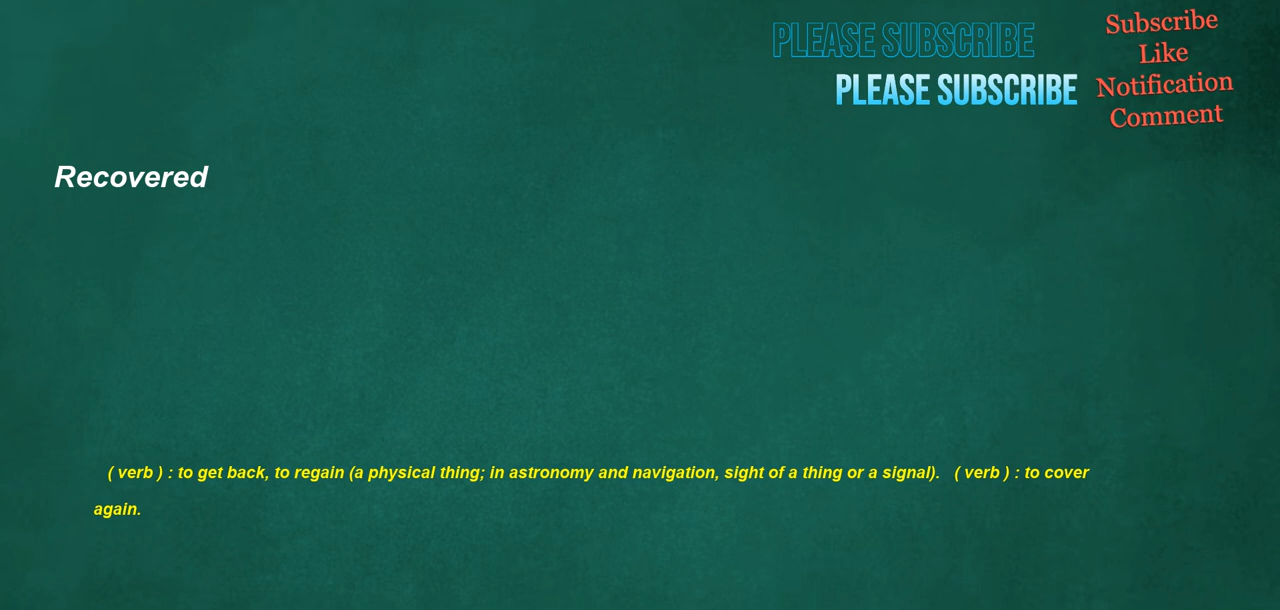 PLEASE SUBSCRIBE
PLEASE SUBSCRIBE
Subscribe
Like
Notification
Comment
Recovered
( verb ) : to get back, to regain (a physical thing; in astronomy and navigation, sight of a thing or a signal).   ( verb ) : to cover
again.